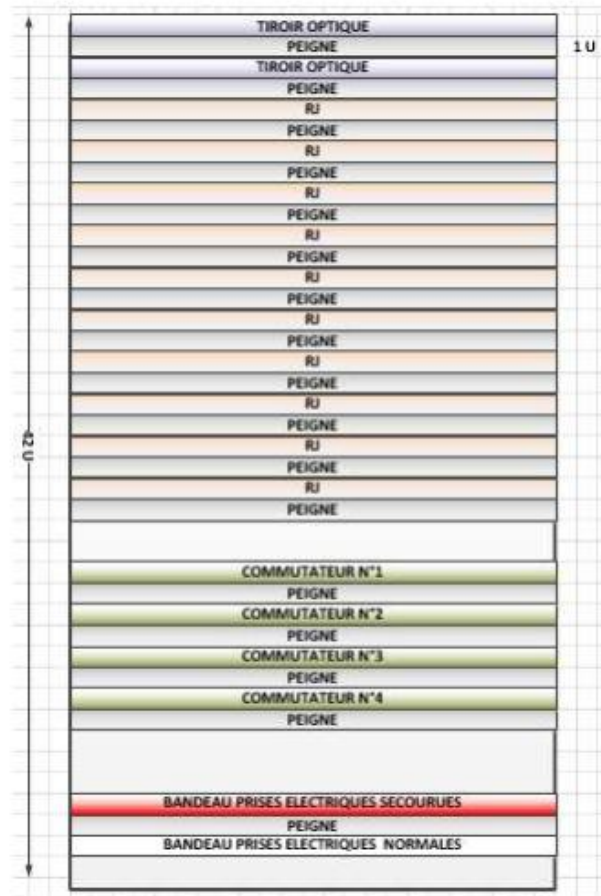 TIROIR OPTIQUE
PEIGNE
1 U
TIROIR OPTIQUE
PEIGNE
RJ
PEIGNE
RJ
PEIGNE
RJ
PEIGNE
RJ
PEIGNE
RJ
PEIGNE
RJ
PEIGNE
RJ
PEIGNE
RJ
PEIGNE
RJ
PEIGNE
RJ
PEIGNE
42 U
COMMUTATEUR N°1
PEIGNE
COMMUTATEUR N°2
PEIGNE
COMMUTATEUR N°3
PEIGNE
COMMUTATEUR N°4
PEIGNE
BANDEAU PRISES ELECTRIQUES SECOURUES
PEIGNE
BANDEAU PRISES ELECTRIQUES NORMALES